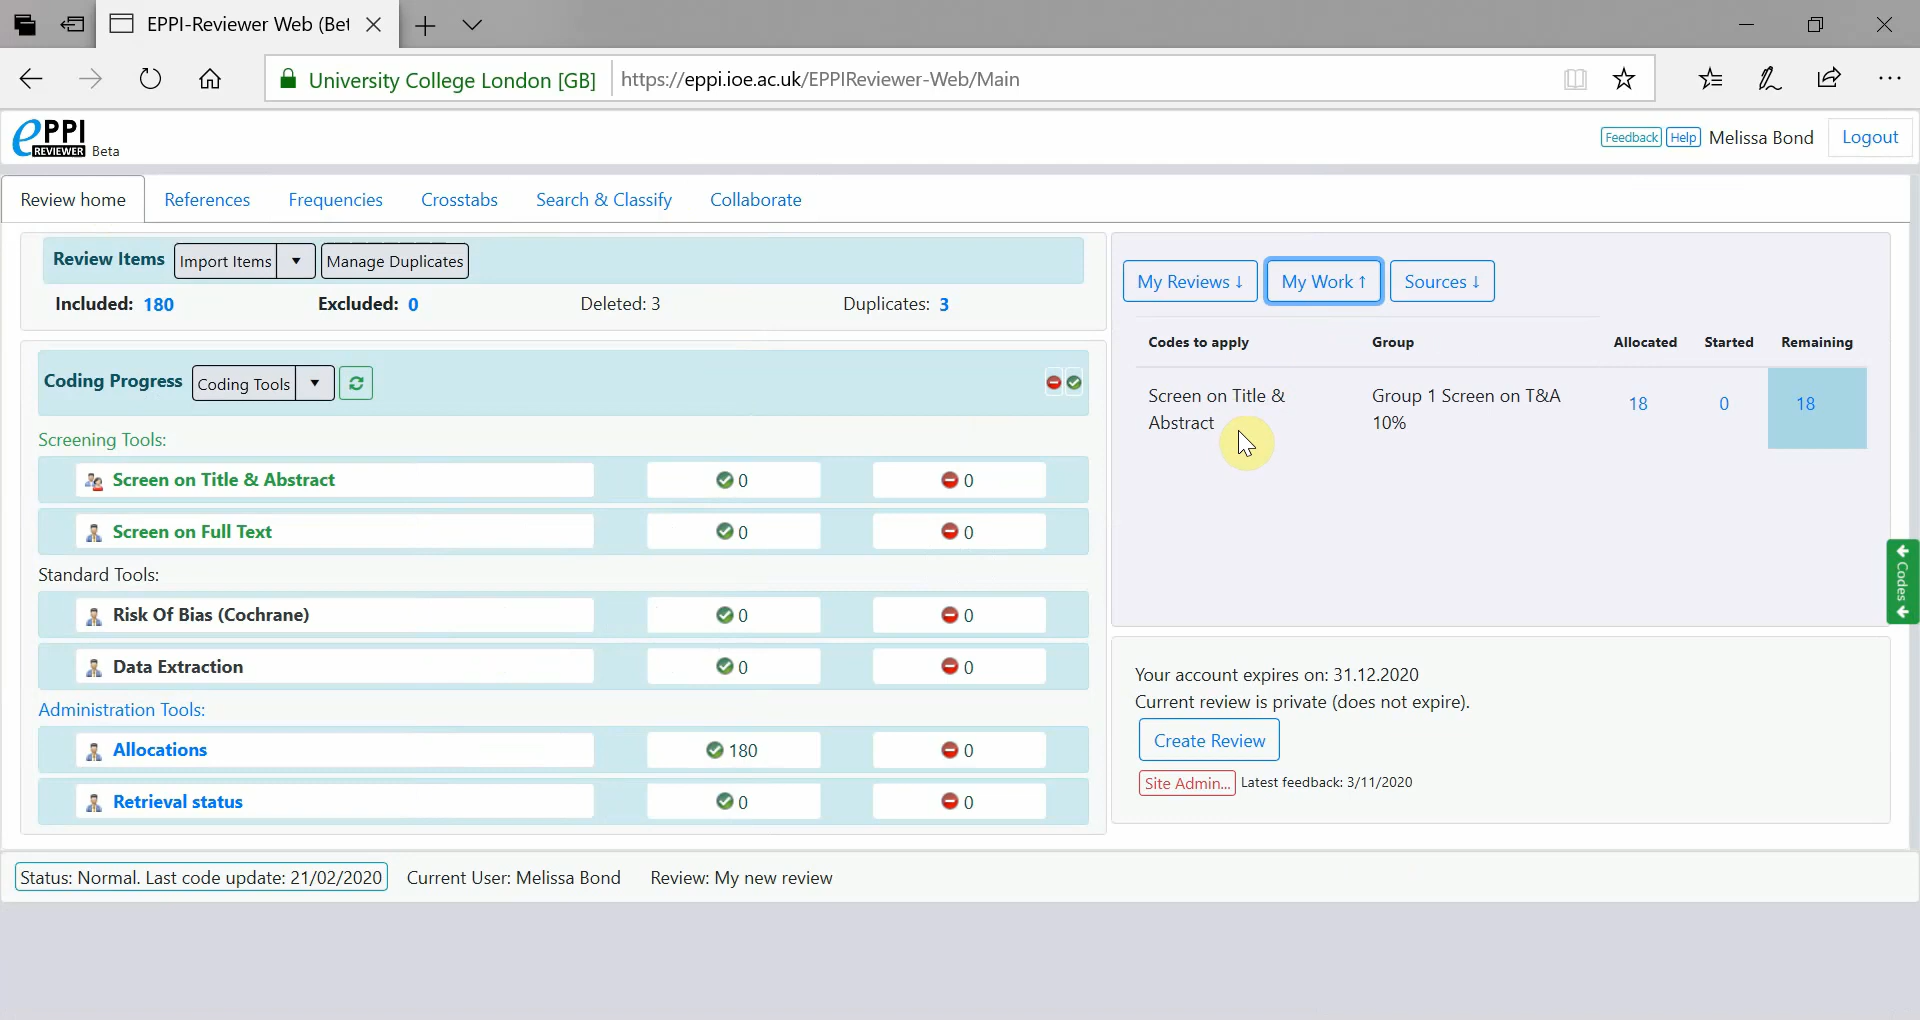 EPPI-Reviewer Web (Bet
University College London [GB] https://eppi.ioe.ac.uk/EPPIReviewer-Web/Main
ePPI REVIEWER Beta
Feedback Help Melissa Bond Logout
Review home References Frequencies Crosstabs Search & Classify Collaborate
Review Items Import Items Manage Duplicates
Included: 180 Excluded: 0 Deleted: 3 Duplicates: 3
My Reviews ↓ My Work ↑ Sources ↓
Codes to apply Group Allocated Started Remaining
Screen on Title & Abstract
Group 1 Screen on T&A 10%
18 0 18
Coding Progress Coding Tools
Screening Tools:
Screen on Title & Abstract 0 0
Screen on Full Text 0 0
Standard Tools:
Risk Of Bias (Cochrane) 0 0
Data Extraction 0 0
Administration Tools:
Allocations 180 0
Retrieval status 0 0
Codes
Your account expires on: 31.12.2020
Current review is private (does not expire).
Create Review
Site Admin... Latest feedback: 3/11/2020
Status: Normal. Last code update: 21/02/2020 Current User: Melissa Bond Review: My new review